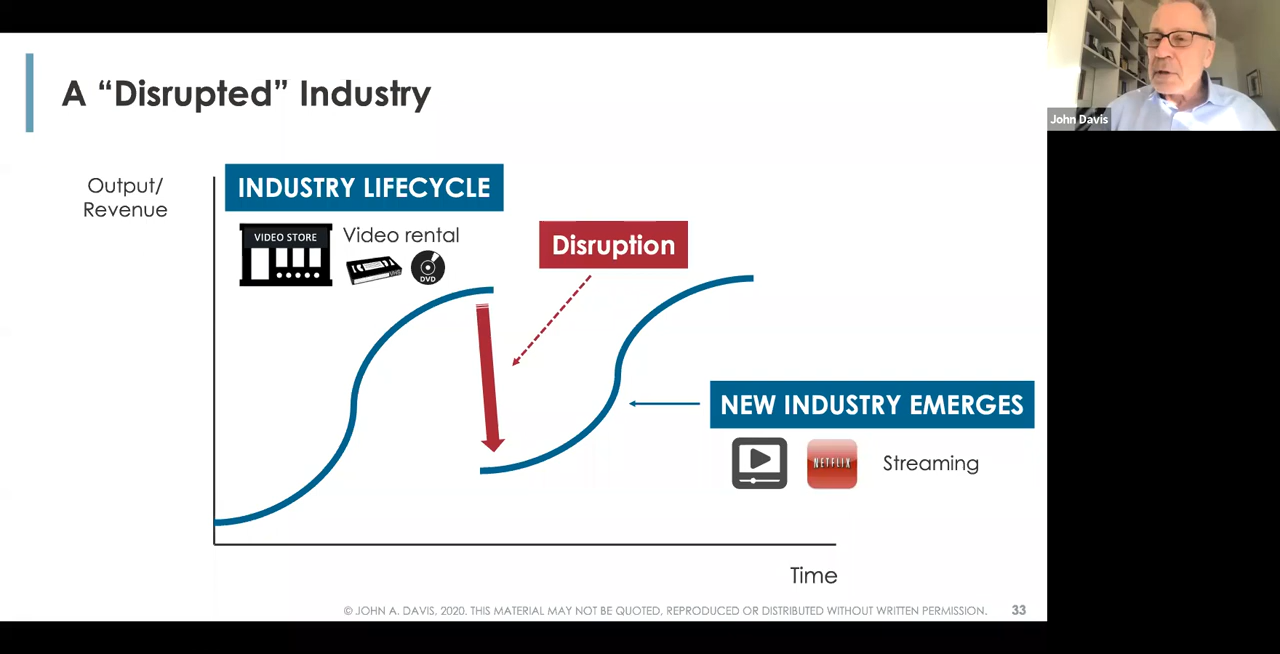 A “Disrupted” Industry
John Davis
Output/
Revenue
INDUSTRY LIFECYCLE
VIDEO STORE
Video rental
DVD
Disruption
NEW INDUSTRY EMERGES
NETFLIX
Streaming
Time
© JOHN A. DAVIS, 2020. THIS MATERIAL MAY NOT BE QUOTED, REPRODUCED OR DISTRIBUTED WITHOUT WRITTEN PERMISSION.
33